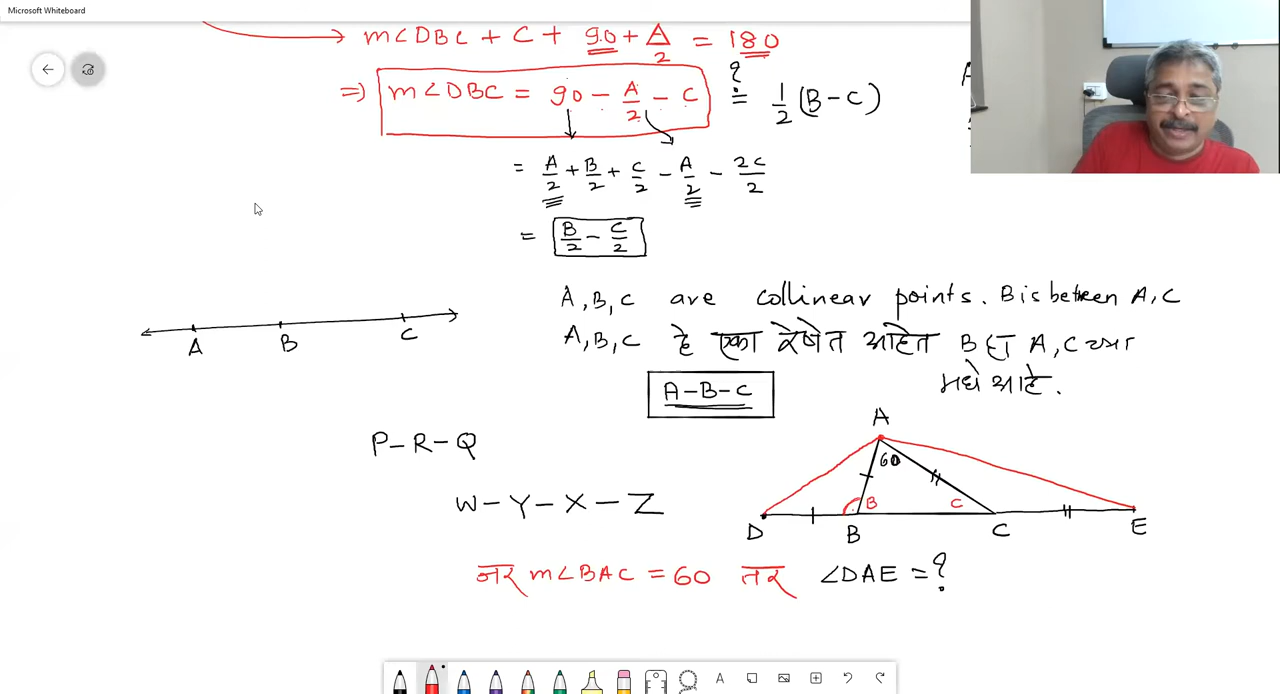 Microsoft Whiteboard
m∠DBC + C + 90 + A/2 = 180
⇒ m∠DBC = 90 − A/2 − C ≟ 1/2 (B − C)
= A/2 + B/2 + C/2 − A/2 − 2C/2
= B/2 − C/2
A, B, C are collinear points. B is between A, C
A, B, C हे एका रेषेत आहेत B हा A, C च्या
मधे आहे.
A B C
A − B − C
P − R − Q
W − Y − X − Z
A
60
B C
D B C E
जर m∠BAC = 60 तर ∠DAE = ?